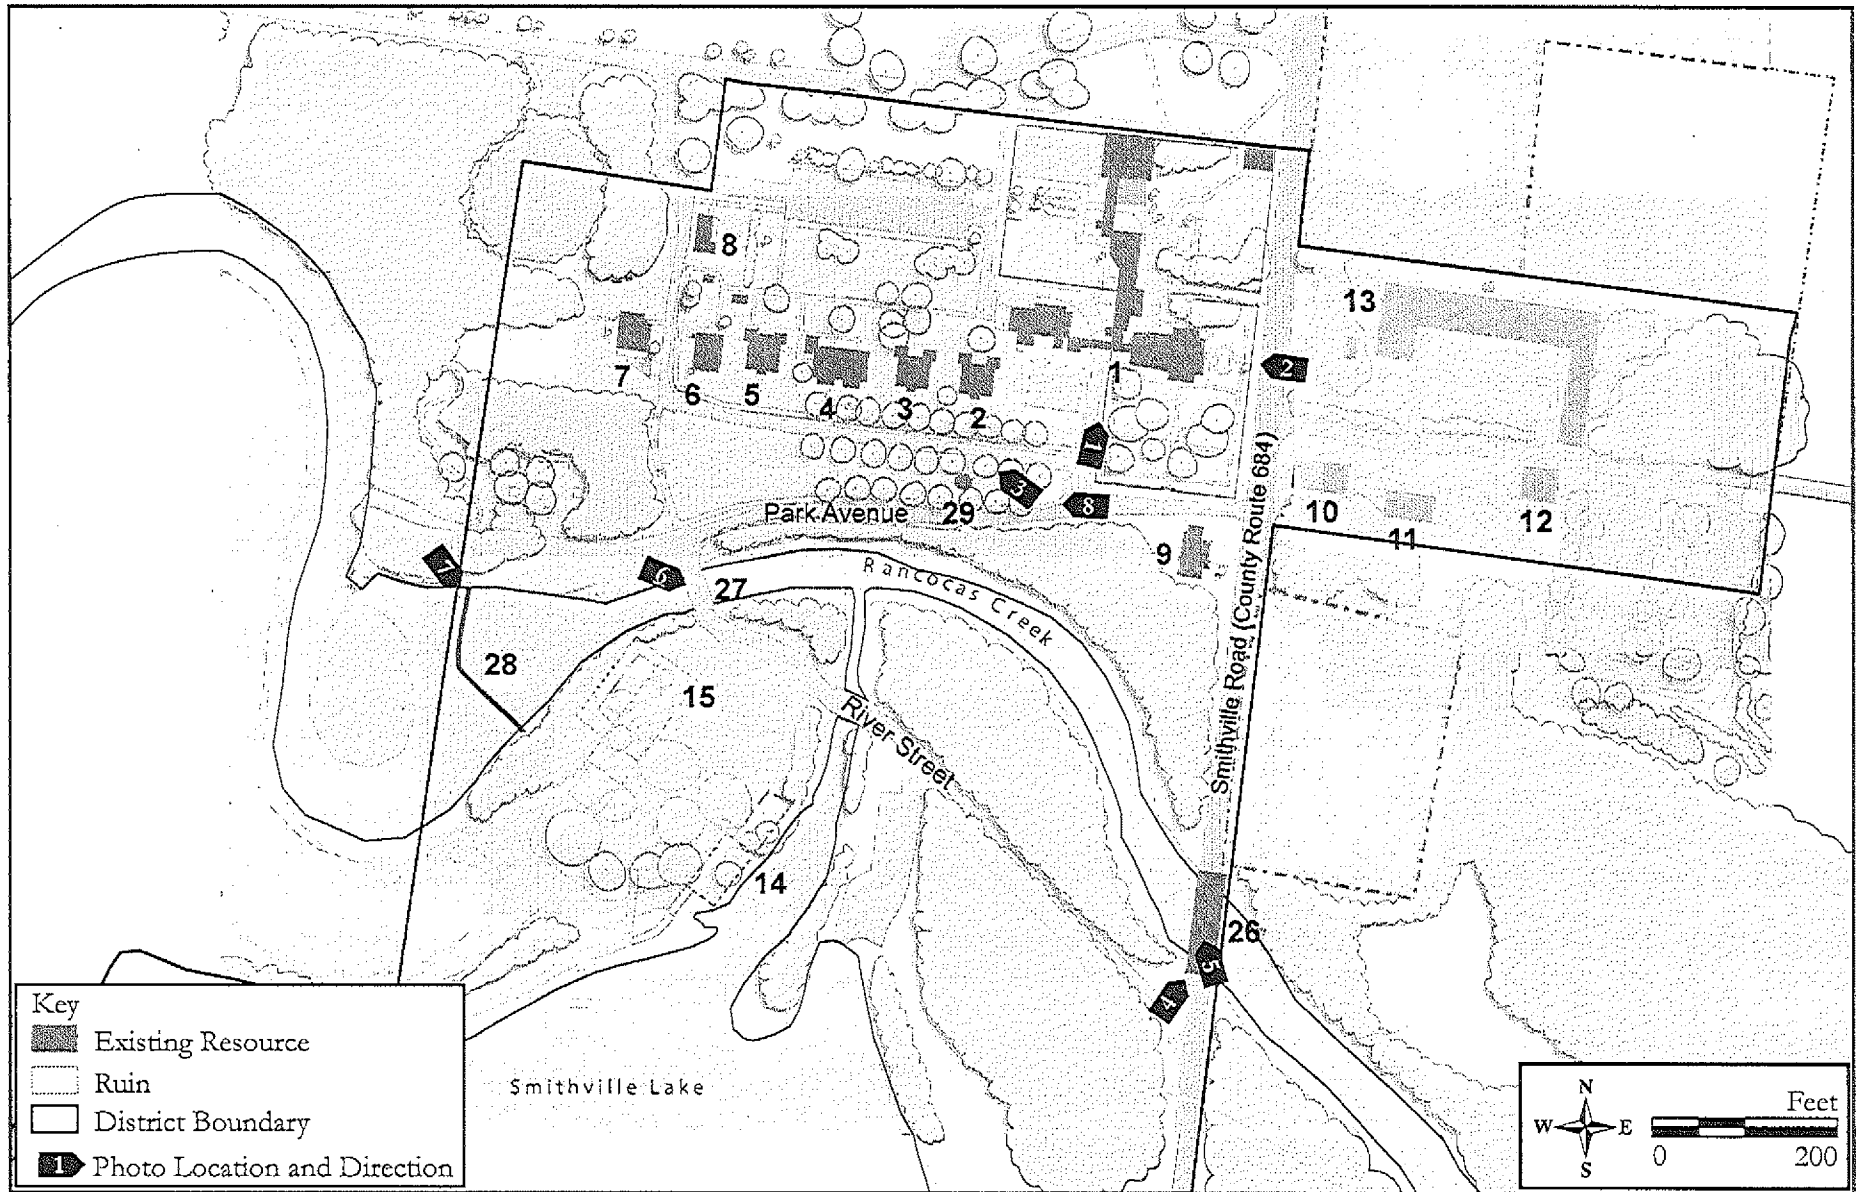 8
13
2
7
6
5
4
3
2
1
1
3
8
Park Avenue
29
10
11
12
9
7
6
27
Rancocas Creek
Smithville Road (County Route 684)
28
15
River Street
14
26
5
4
Smithville Lake
Key
Existing Resource
Ruin
District Boundary
1 Photo Location and Direction
N
W E
S
Feet
0 200